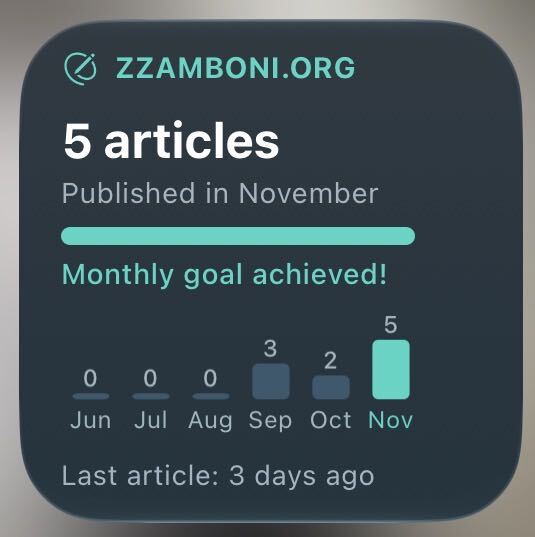 ZZAMBONI.ORG
5 articles
Published in November
Monthly goal achieved!
0 0 0 3 2 5
Jun Jul Aug Sep Oct Nov
Last article: 3 days ago